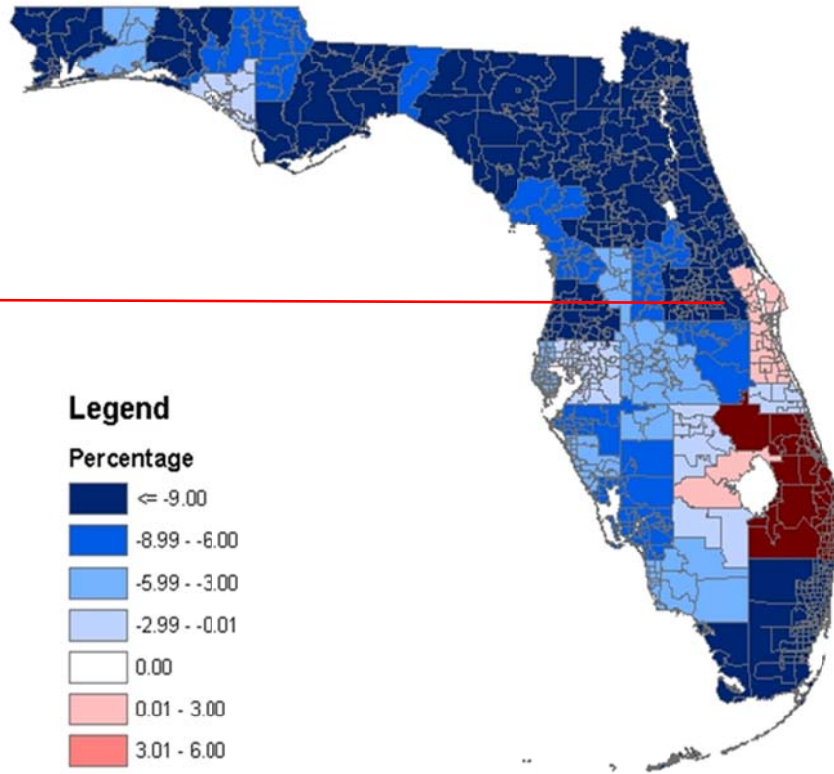 Legend
Percentage
<= -9.00
-8.99 - -6.00
-5.99 - -3.00
-2.99 - -0.01
0.00
0.01 - 3.00
3.01 - 6.00